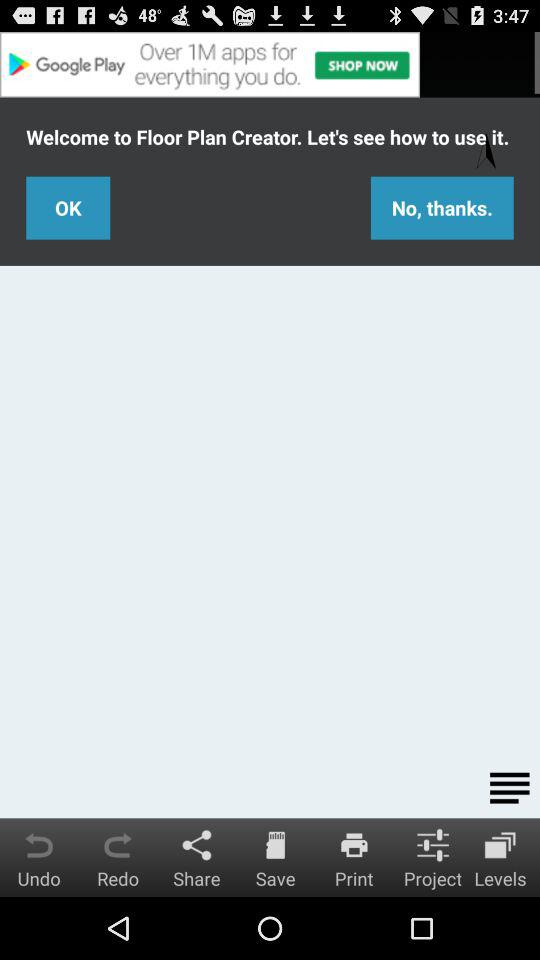 48°
3:47
Google Play
Over 1M apps for
everything you do.
SHOP NOW
Welcome to Floor Plan Creator. Let's see how to use it.
OK
No, thanks.
Undo
Redo
Share
Save
Print
Project
Levels